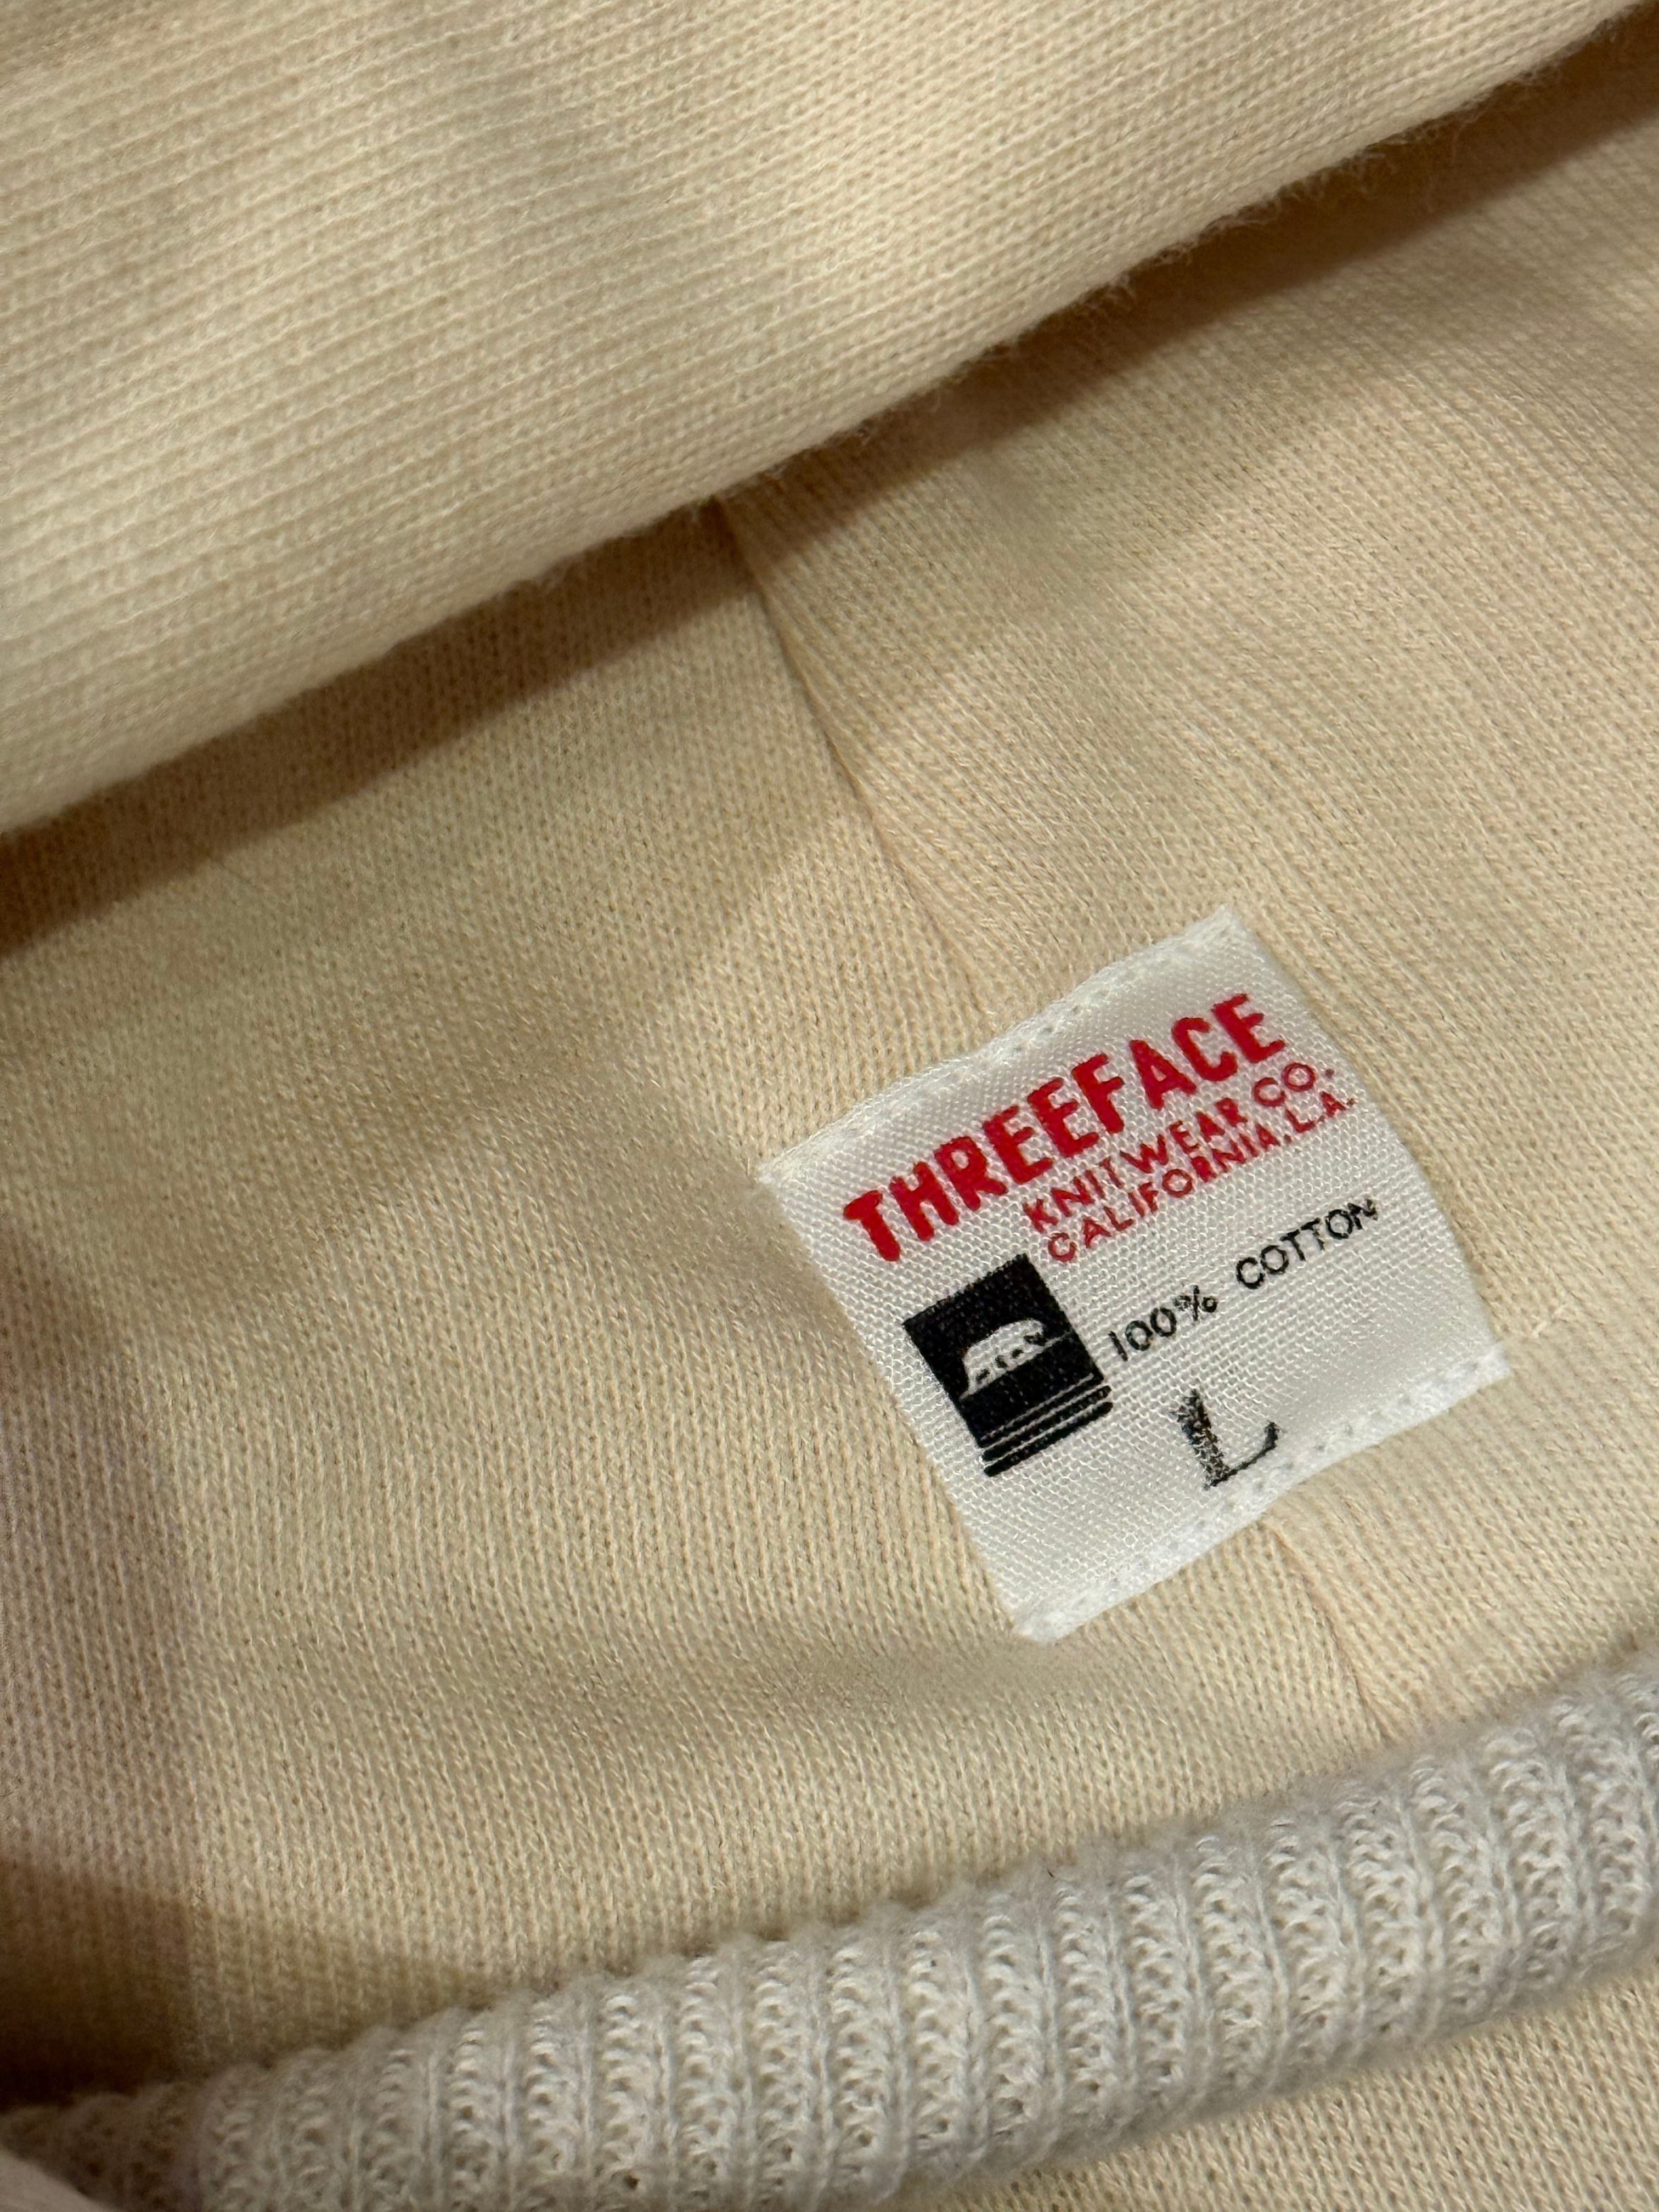 THREEFACE
KNIT WEAR CO.
CALIFORNIA. L.A.
100% COTTON
L